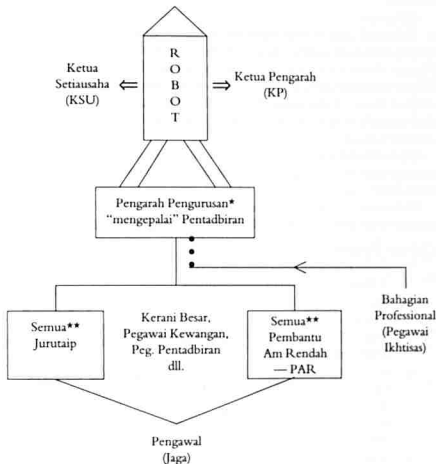 ROBOT
Ketua
Setiausaha
(KSU)
Ketua Pengarah
(KP)
Pengarah Pengurusan*
"mengepalai" Pentadbiran
Semua**
Jurutaip
Kerani Besar,
Pegawai Kewangan,
Peg. Pentadbiran
dll.
Semua**
Pembantu
Am Rendah
— PAR
Bahagian
Professional
(Pegawai
Ikhtisas)
Pengawal
(Jaga)